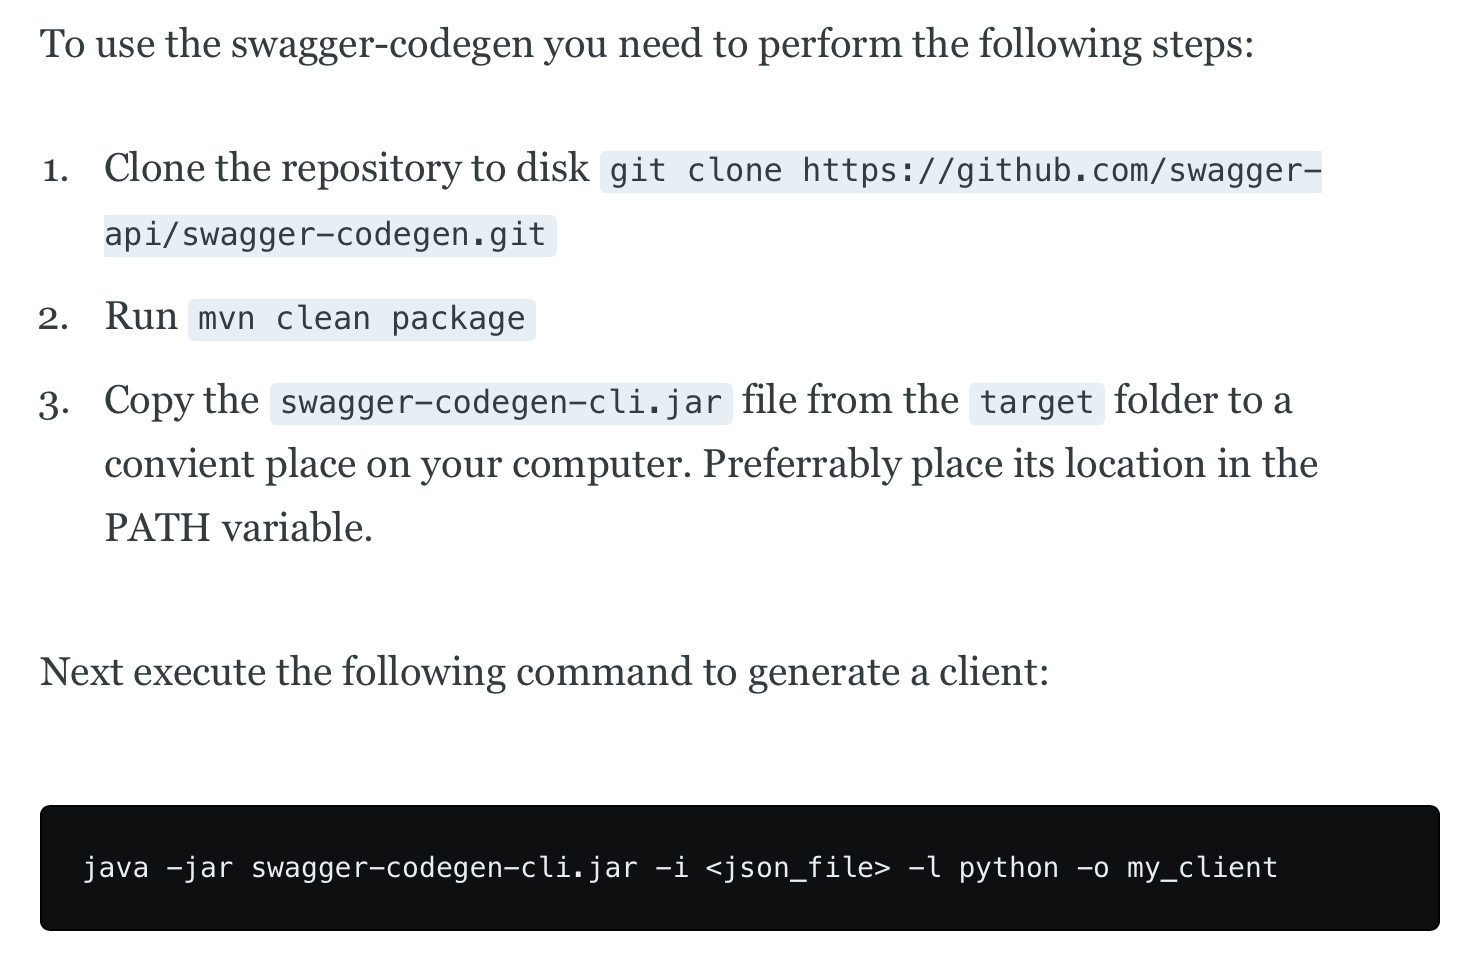 To use the swagger-codegen you need to perform the following steps:
1. Clone the repository to disk git clone https://github.com/swagger-
api/swagger-codegen.git
2. Run mvn clean package
3. Copy the swagger-codegen-cli.jar file from the target folder to a
convient place on your computer. Preferrably place its location in the
PATH variable.
Next execute the following command to generate a client:
java -jar swagger-codegen-cli.jar -i <json_file> -l python -o my_client